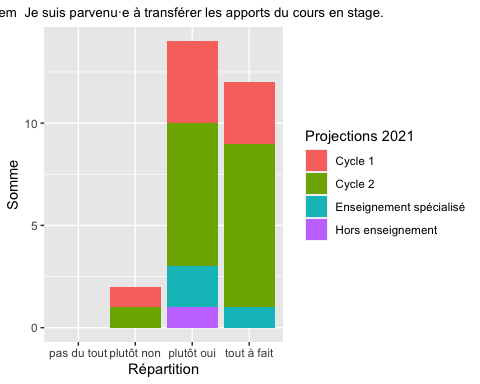 em Je suis parvenu·e à transférer les apports du cours en stage.
Somme
10
5
0
pas du tout plutôt non plutôt oui tout à fait
Répartition
Projections 2021
Cycle 1
Cycle 2
Enseignement spécialisé
Hors enseignement